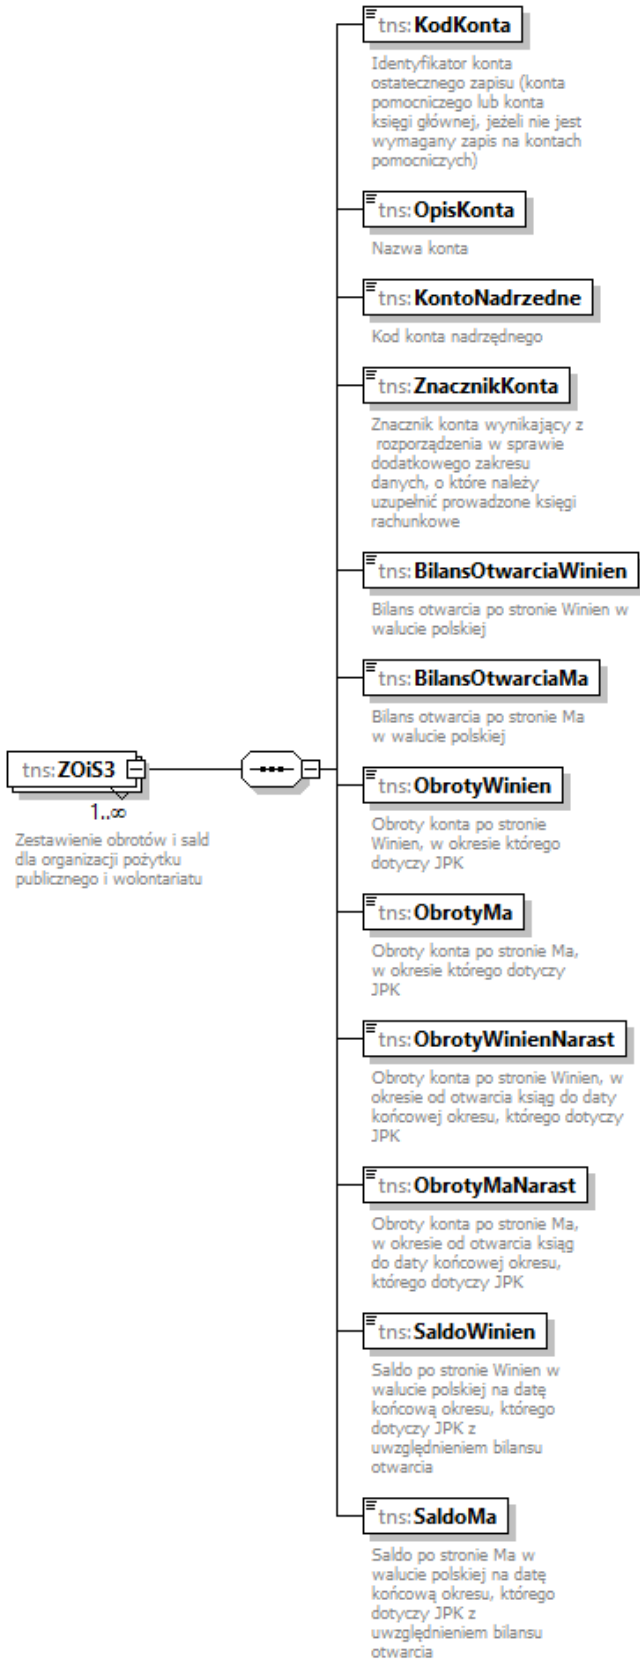 tns:KodKonta
Identyfikator konta
ostatecznego zapisu (konta
pomocniczego lub konta
księgi głównej, jeżeli nie jest
wymagany zapis na kontach
pomocniczych)
tns:OpisKonta
Nazwa konta
tns:KontoNadrzedne
Kod konta nadrzędnego
tns:ZnacznikKonta
Znacznik konta wynikający z
rozporządzenia w sprawie
dodatkowego zakresu
danych, o które należy
uzupełnić prowadzone księgi
rachunkowe
tns:BilansOtwarciaWinien
Bilans otwarcia po stronie Winien w
walucie polskiej
tns:BilansOtwarciaMa
Bilans otwarcia po stronie Ma
w walucie polskiej
tns:ZOiS3
1..∞
Zestawienie obrotów i sald
dla organizacji pożytku
publicznego i wolontariatu
tns:ObrotyWinien
Obroty konta po stronie
Winien, w okresie którego
dotyczy JPK
tns:ObrotyMa
Obroty konta po stronie Ma,
w okresie którego dotyczy
JPK
tns:ObrotyWinienNarast
Obroty konta po stronie Winien, w
okresie od otwarcia ksiąg do daty
końcowej okresu, którego dotyczy
JPK
tns:ObrotyMaNarast
Obroty konta po stronie Ma,
w okresie od otwarcia ksiąg
do daty końcowej okresu,
którego dotyczy JPK
tns:SaldoWinien
Saldo po stronie Winien w
walucie polskiej na datę
końcową okresu, którego
dotyczy JPK z
uwzględnieniem bilansu
otwarcia
tns:SaldoMa
Saldo po stronie Ma w
walucie polskiej na datę
końcową okresu, którego
dotyczy JPK z
uwzględnieniem bilansu
otwarcia